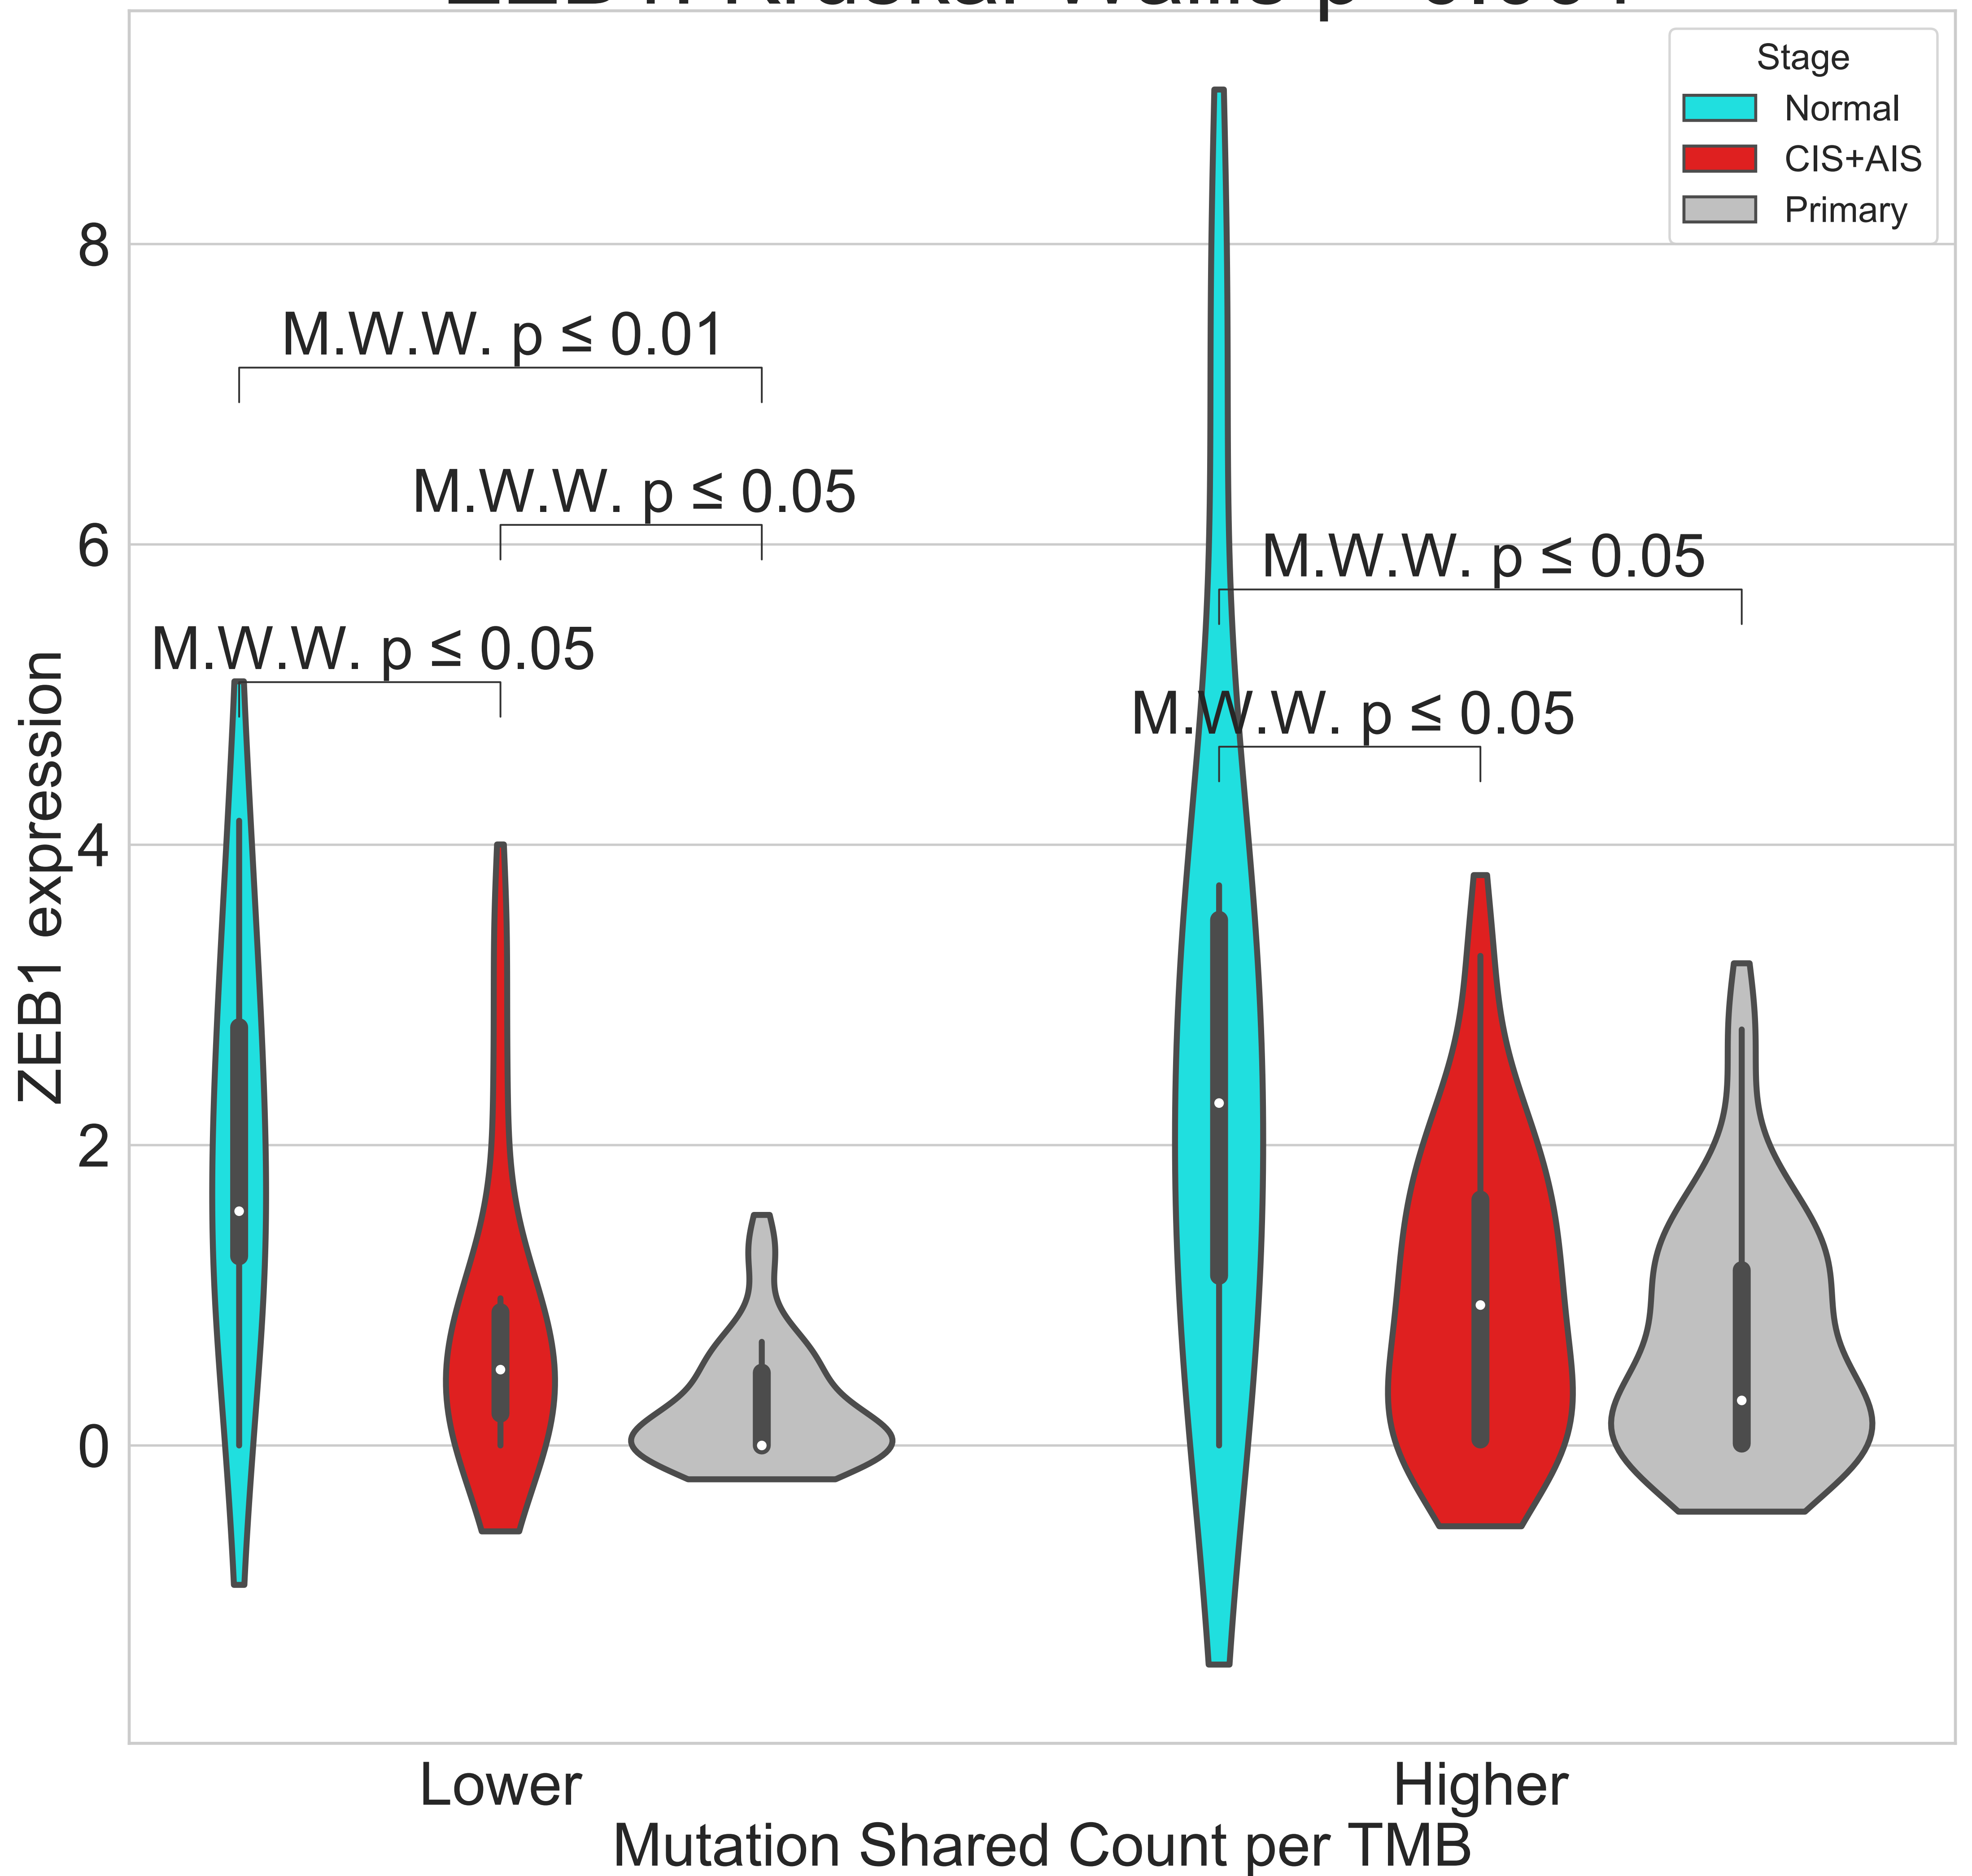 Stage
Normal
CIS+AIS
Primary
8
6
4
2
0
ZEB1 expression
M.W.W. p ≤ 0.01
M.W.W. p ≤ 0.05
M.W.W. p ≤ 0.05
M.W.W. p ≤ 0.05
M.W.W. p ≤ 0.05
Lower
Higher
Mutation Shared Count per TMB